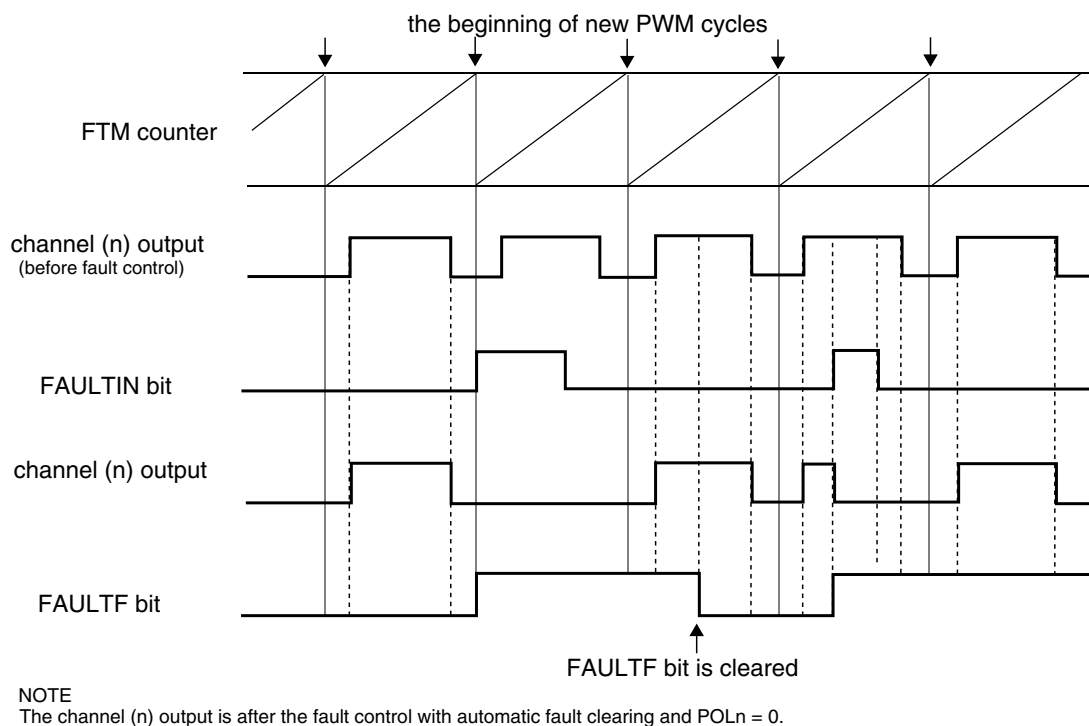 the beginning of new PWM cycles
FTM counter
channel (n) output
(before fault control)
FAULTIN bit
channel (n) output
FAULTF bit
FAULTF bit is cleared
NOTE
The channel (n) output is after the fault control with automatic fault clearing and POLn = 0.